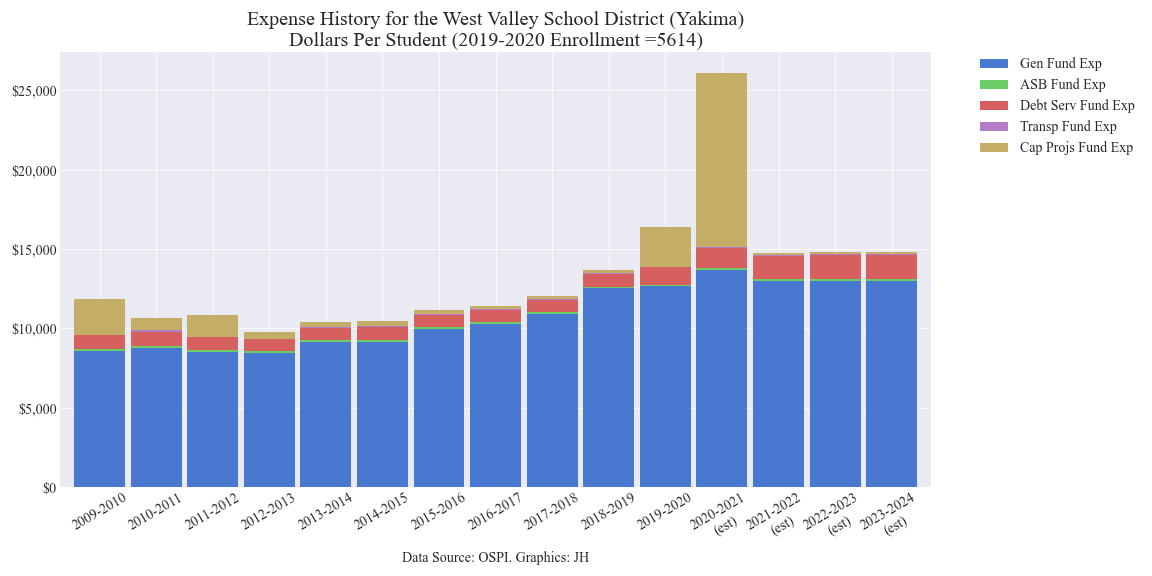 Expense History for the West Valley School District (Yakima)
Dollars Per Student (2019-2020 Enrollment =5614)
Gen Fund Exp
ASB Fund Exp
Debt Serv Fund Exp
Transp Fund Exp
Cap Projs Fund Exp
$25,000
$20,000
$15,000
$10,000
$5,000
$0
2009-2010
2010-2011
2011-2012
2012-2013
2013-2014
2014-2015
2015-2016
2016-2017
2017-2018
2018-2019
2019-2020
2020-2021
(est)
2021-2022
(est)
2022-2023
(est)
2023-2024
(est)
Data Source: OSPI. Graphics: JH